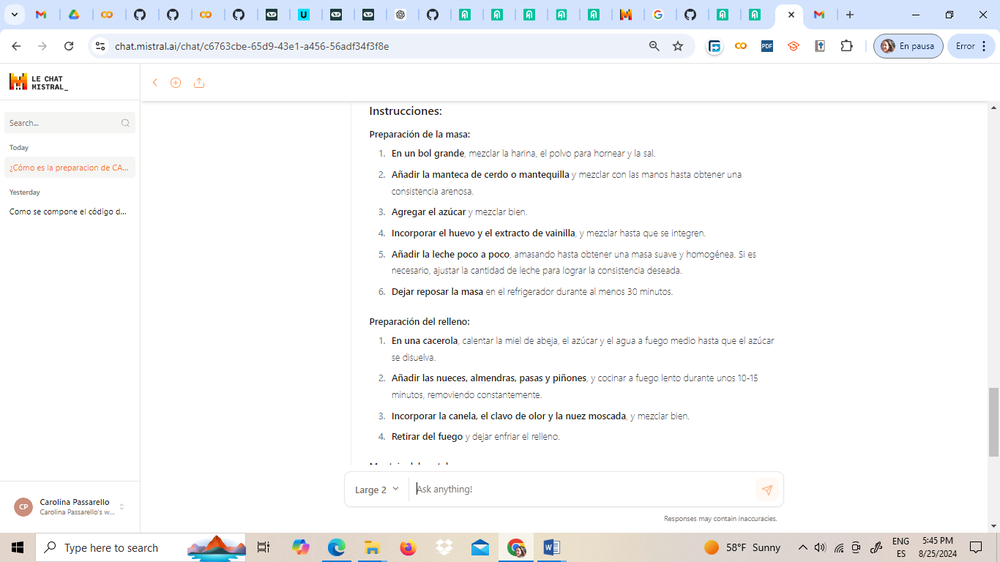 chat.mistral.ai/chat/c6763cbe-65d9-43e1-a456-56adf34f3f8e
PDF
En pausa
Error
LE CHAT
MISTRAL_
Search...
Today
¿Cómo es la preparacion de CA...
Yesterday
Como se compone el código d...
Instrucciones:
Preparación de la masa:
1. En un bol grande, mezclar la harina, el polvo para hornear y la sal.
2. Añadir la manteca de cerdo o mantequilla y mezclar con las manos hasta obtener una
consistencia arenosa.
3. Agregar el azúcar y mezclar bien.
4. Incorporar el huevo y el extracto de vainilla, y mezclar hasta que se integren.
5. Añadir la leche poco a poco, amasando hasta obtener una masa suave y homogénea. Si es
necesario, ajustar la cantidad de leche para lograr la consistencia deseada.
6. Dejar reposar la masa en el refrigerador durante al menos 30 minutos.
Preparación del relleno:
1. En una cacerola, calentar la miel de abeja, el azúcar y el agua a fuego medio hasta que el azúcar
se disuelva.
2. Añadir las nueces, almendras, pasas y piñones, y cocinar a fuego lento durante unos 10-15
minutos, removiendo constantemente.
3. Incorporar la canela, el clavo de olor y la nuez moscada, y mezclar bien.
4. Retirar del fuego y dejar enfriar el relleno.
Large 2
Ask anything!
Responses may contain inaccuracies.
CP
Carolina Passarello
Carolina Passarello's w...
Type here to search
58°F Sunny
ENG
ES
5:45 PM
8/25/2024